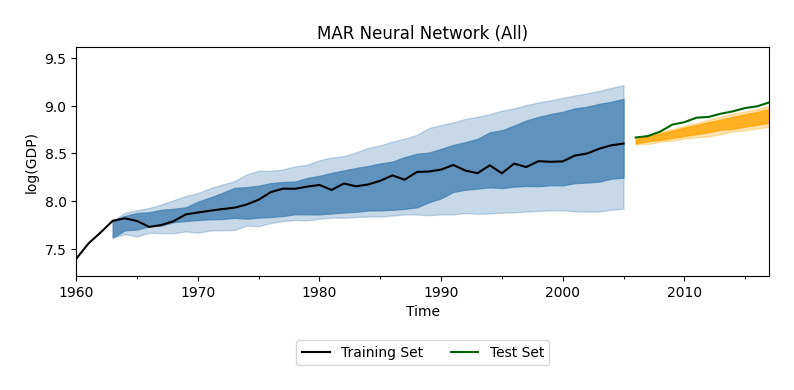 MAR Neural Network (All)
log(GDP)
9.5
9.0
8.5
8.0
7.5
1960 1970 1980 1990 2000 2010
Time
Training Set Test Set